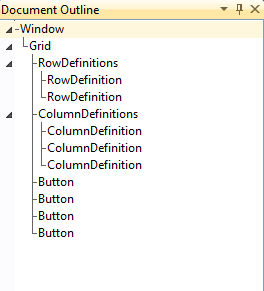 Document Outline
Window
Grid
RowDefinitions
RowDefinition
RowDefinition
ColumnDefinitions
ColumnDefinition
ColumnDefinition
ColumnDefinition
Button
Button
Button
Button